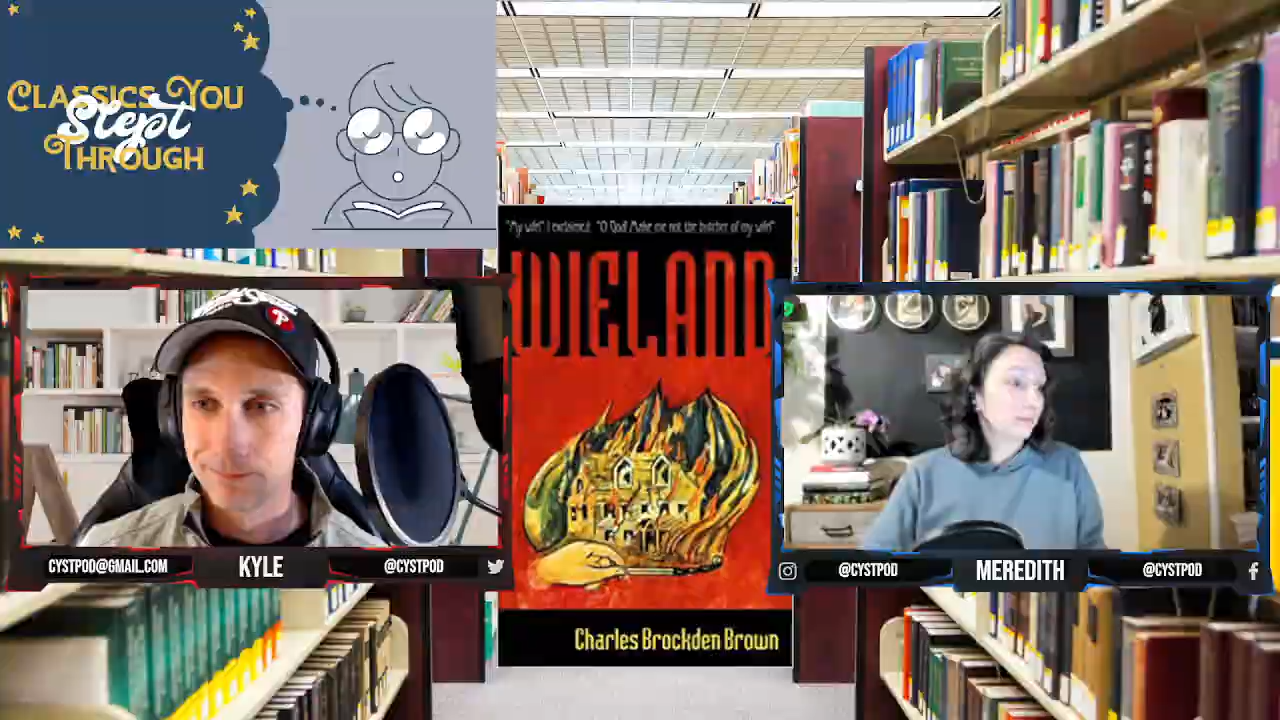 CLASSICS YOU
Slept
THROUGH
"My wife!" I exclaimed: "O God! Make me not the butcher of my wife"
WIELAND
P
CYSTPOD@GMAIL.COM
KYLE
@CYSTPOD
@CYSTPOD
MEREDITH
@CYSTPOD
Charles Brockden Brown